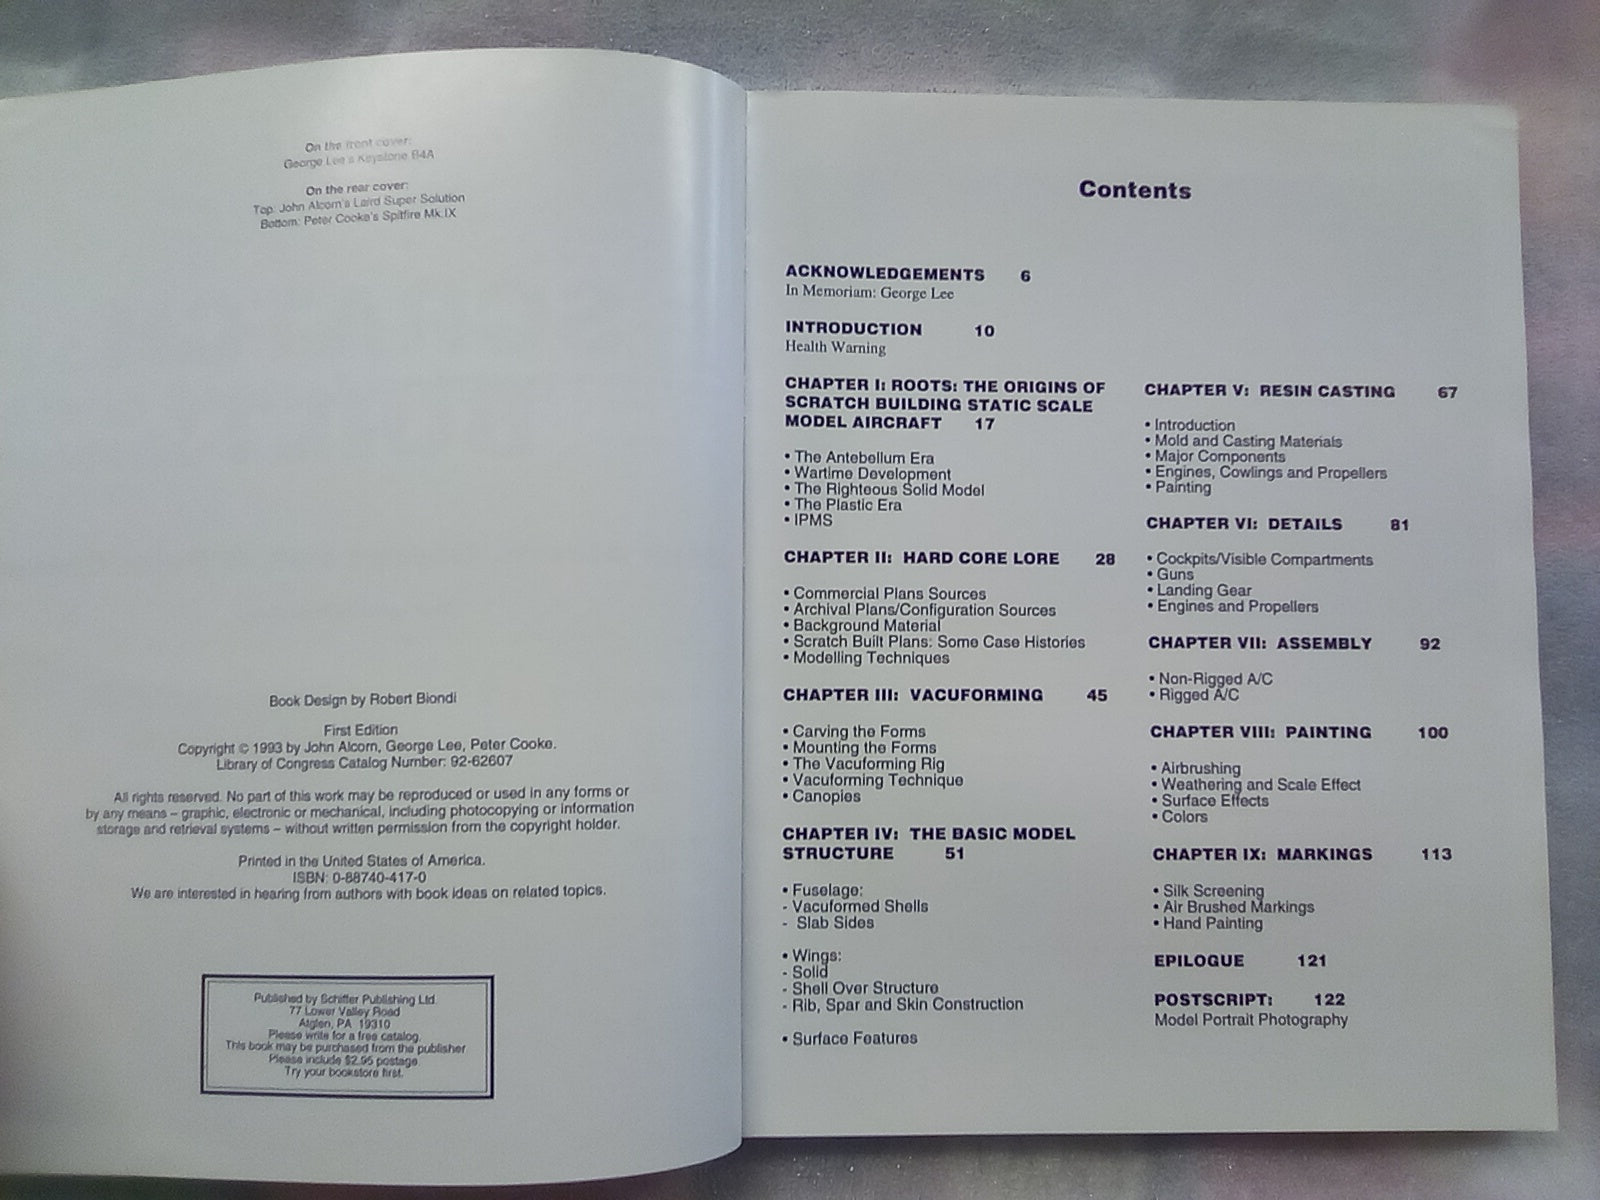 On the front cover:
George Lee's Keystone B4A
On the rear cover:
Top: John Alcorn's Laird Super Solution
Bottom: Peter Cooke's Spitfire Mk.IX
Book Design by Robert Biondi
First Edition
Copyright © 1993 by John Alcorn, George Lee, Peter Cooke.
Library of Congress Catalog Number: 92-62607
All rights reserved. No part of this work may be reproduced or used in any forms or
by any means – graphic, electronic or mechanical, including photocopying or information
storage and retrieval systems – without written permission from the copyright holder.
Printed in the United States of America.
ISBN: 0-88740-417-0
We are interested in hearing from authors with book ideas on related topics.
Published by Schiffer Publishing Ltd.
77 Lower Valley Road
Atglen, PA 19310
Please write for a free catalog.
This book may be purchased from the publisher
Please include $2.95 postage.
Try your bookstore first.
Contents
ACKNOWLEDGEMENTS 6
In Memoriam: George Lee
INTRODUCTION 10
Health Warning
CHAPTER I: ROOTS: THE ORIGINS OF
SCRATCH BUILDING STATIC SCALE
MODEL AIRCRAFT 17
• The Antebellum Era
• Wartime Development
• The Righteous Solid Model
• The Plastic Era
• IPMS
CHAPTER II: HARD CORE LORE 28
• Commercial Plans Sources
• Archival Plans/Configuration Sources
• Background Material
• Scratch Built Plans: Some Case Histories
• Modelling Techniques
CHAPTER III: VACUFORMING 45
• Carving the Forms
• Mounting the Forms
• The Vacuforming Rig
• Vacuforming Technique
• Canopies
CHAPTER IV: THE BASIC MODEL
STRUCTURE 51
• Fuselage:
- Vacuformed Shells
- Slab Sides
• Wings:
- Solid
- Shell Over Structure
- Rib, Spar and Skin Construction
• Surface Features
CHAPTER V: RESIN CASTING 67
• Introduction
• Mold and Casting Materials
• Major Components
• Engines, Cowlings and Propellers
• Painting
CHAPTER VI: DETAILS 81
• Cockpits/Visible Compartments
• Guns
• Landing Gear
• Engines and Propellers
CHAPTER VII: ASSEMBLY 92
• Non-Rigged A/C
• Rigged A/C
CHAPTER VIII: PAINTING 100
• Airbrushing
• Weathering and Scale Effect
• Surface Effects
• Colors
CHAPTER IX: MARKINGS 113
• Silk Screening
• Air Brushed Markings
• Hand Painting
EPILOGUE 121
POSTSCRIPT: 122
Model Portrait Photography